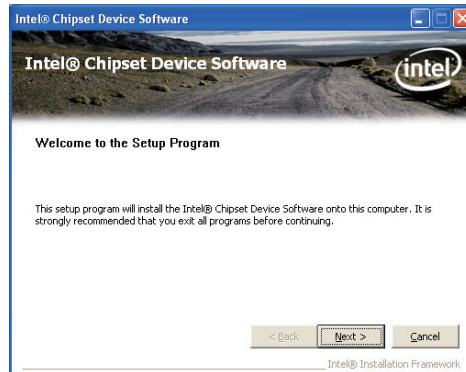 Intel® Chipset Device Software
Intel® Chipset Device Software
intel
Welcome to the Setup Program
This setup program will install the Intel® Chipset Device Software onto this computer. It is
strongly recommended that you exit all programs before continuing.
< Back
Next >
Cancel
Intel® Installation Framework